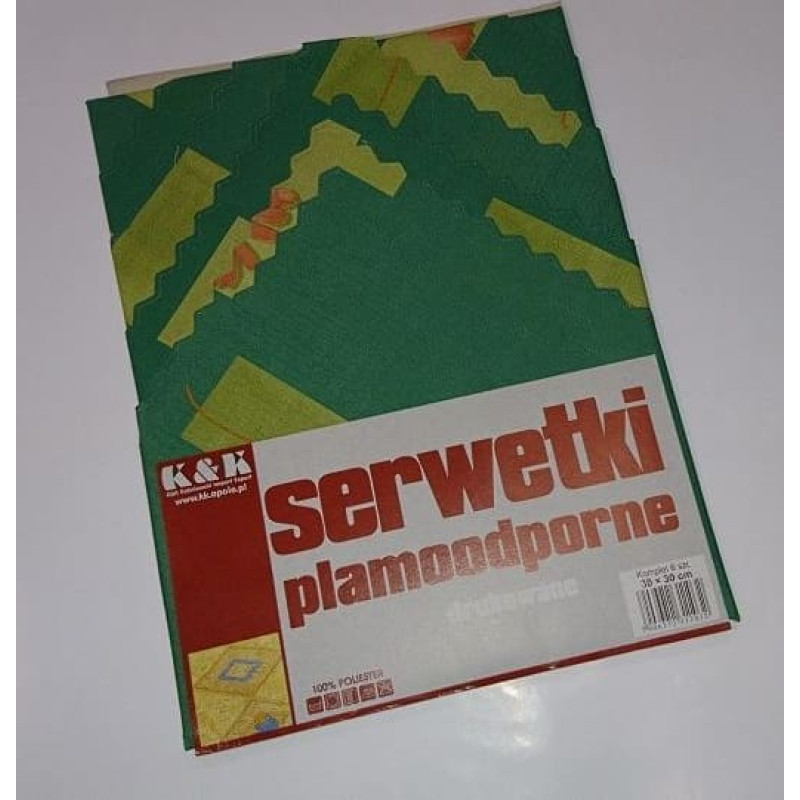 K&K
www.kk.opole.pl
serwetki
plamoodporne
drukowane
Komplet 6 szt.
30 × 30 cm
100% POLIESTER